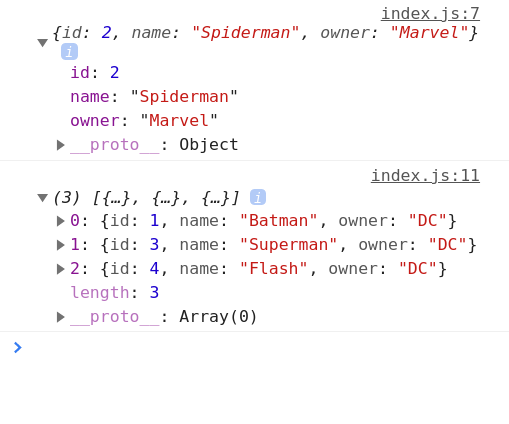 index.js:7
{id: 2, name: "Spiderman", owner: "Marvel"}
i
id: 2
name: "Spiderman"
owner: "Marvel"
__proto__: Object
index.js:11
(3) [{…}, {…}, {…}] i
0: {id: 1, name: "Batman", owner: "DC"}
1: {id: 3, name: "Superman", owner: "DC"}
2: {id: 4, name: "Flash", owner: "DC"}
length: 3
__proto__: Array(0)